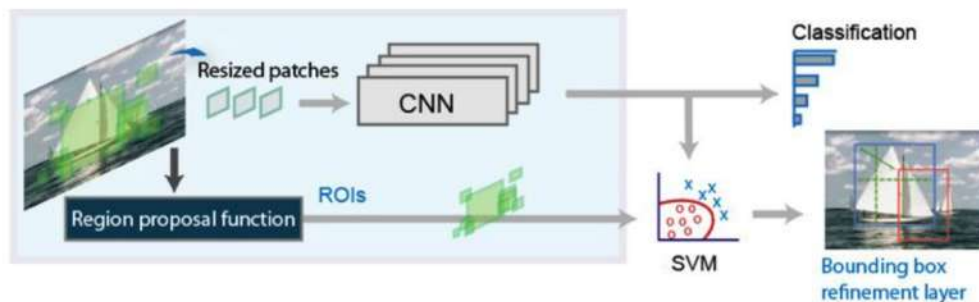 Classification
Resized patches
CNN
ROIs
Region proposal function
SVM
Bounding box
refinement layer